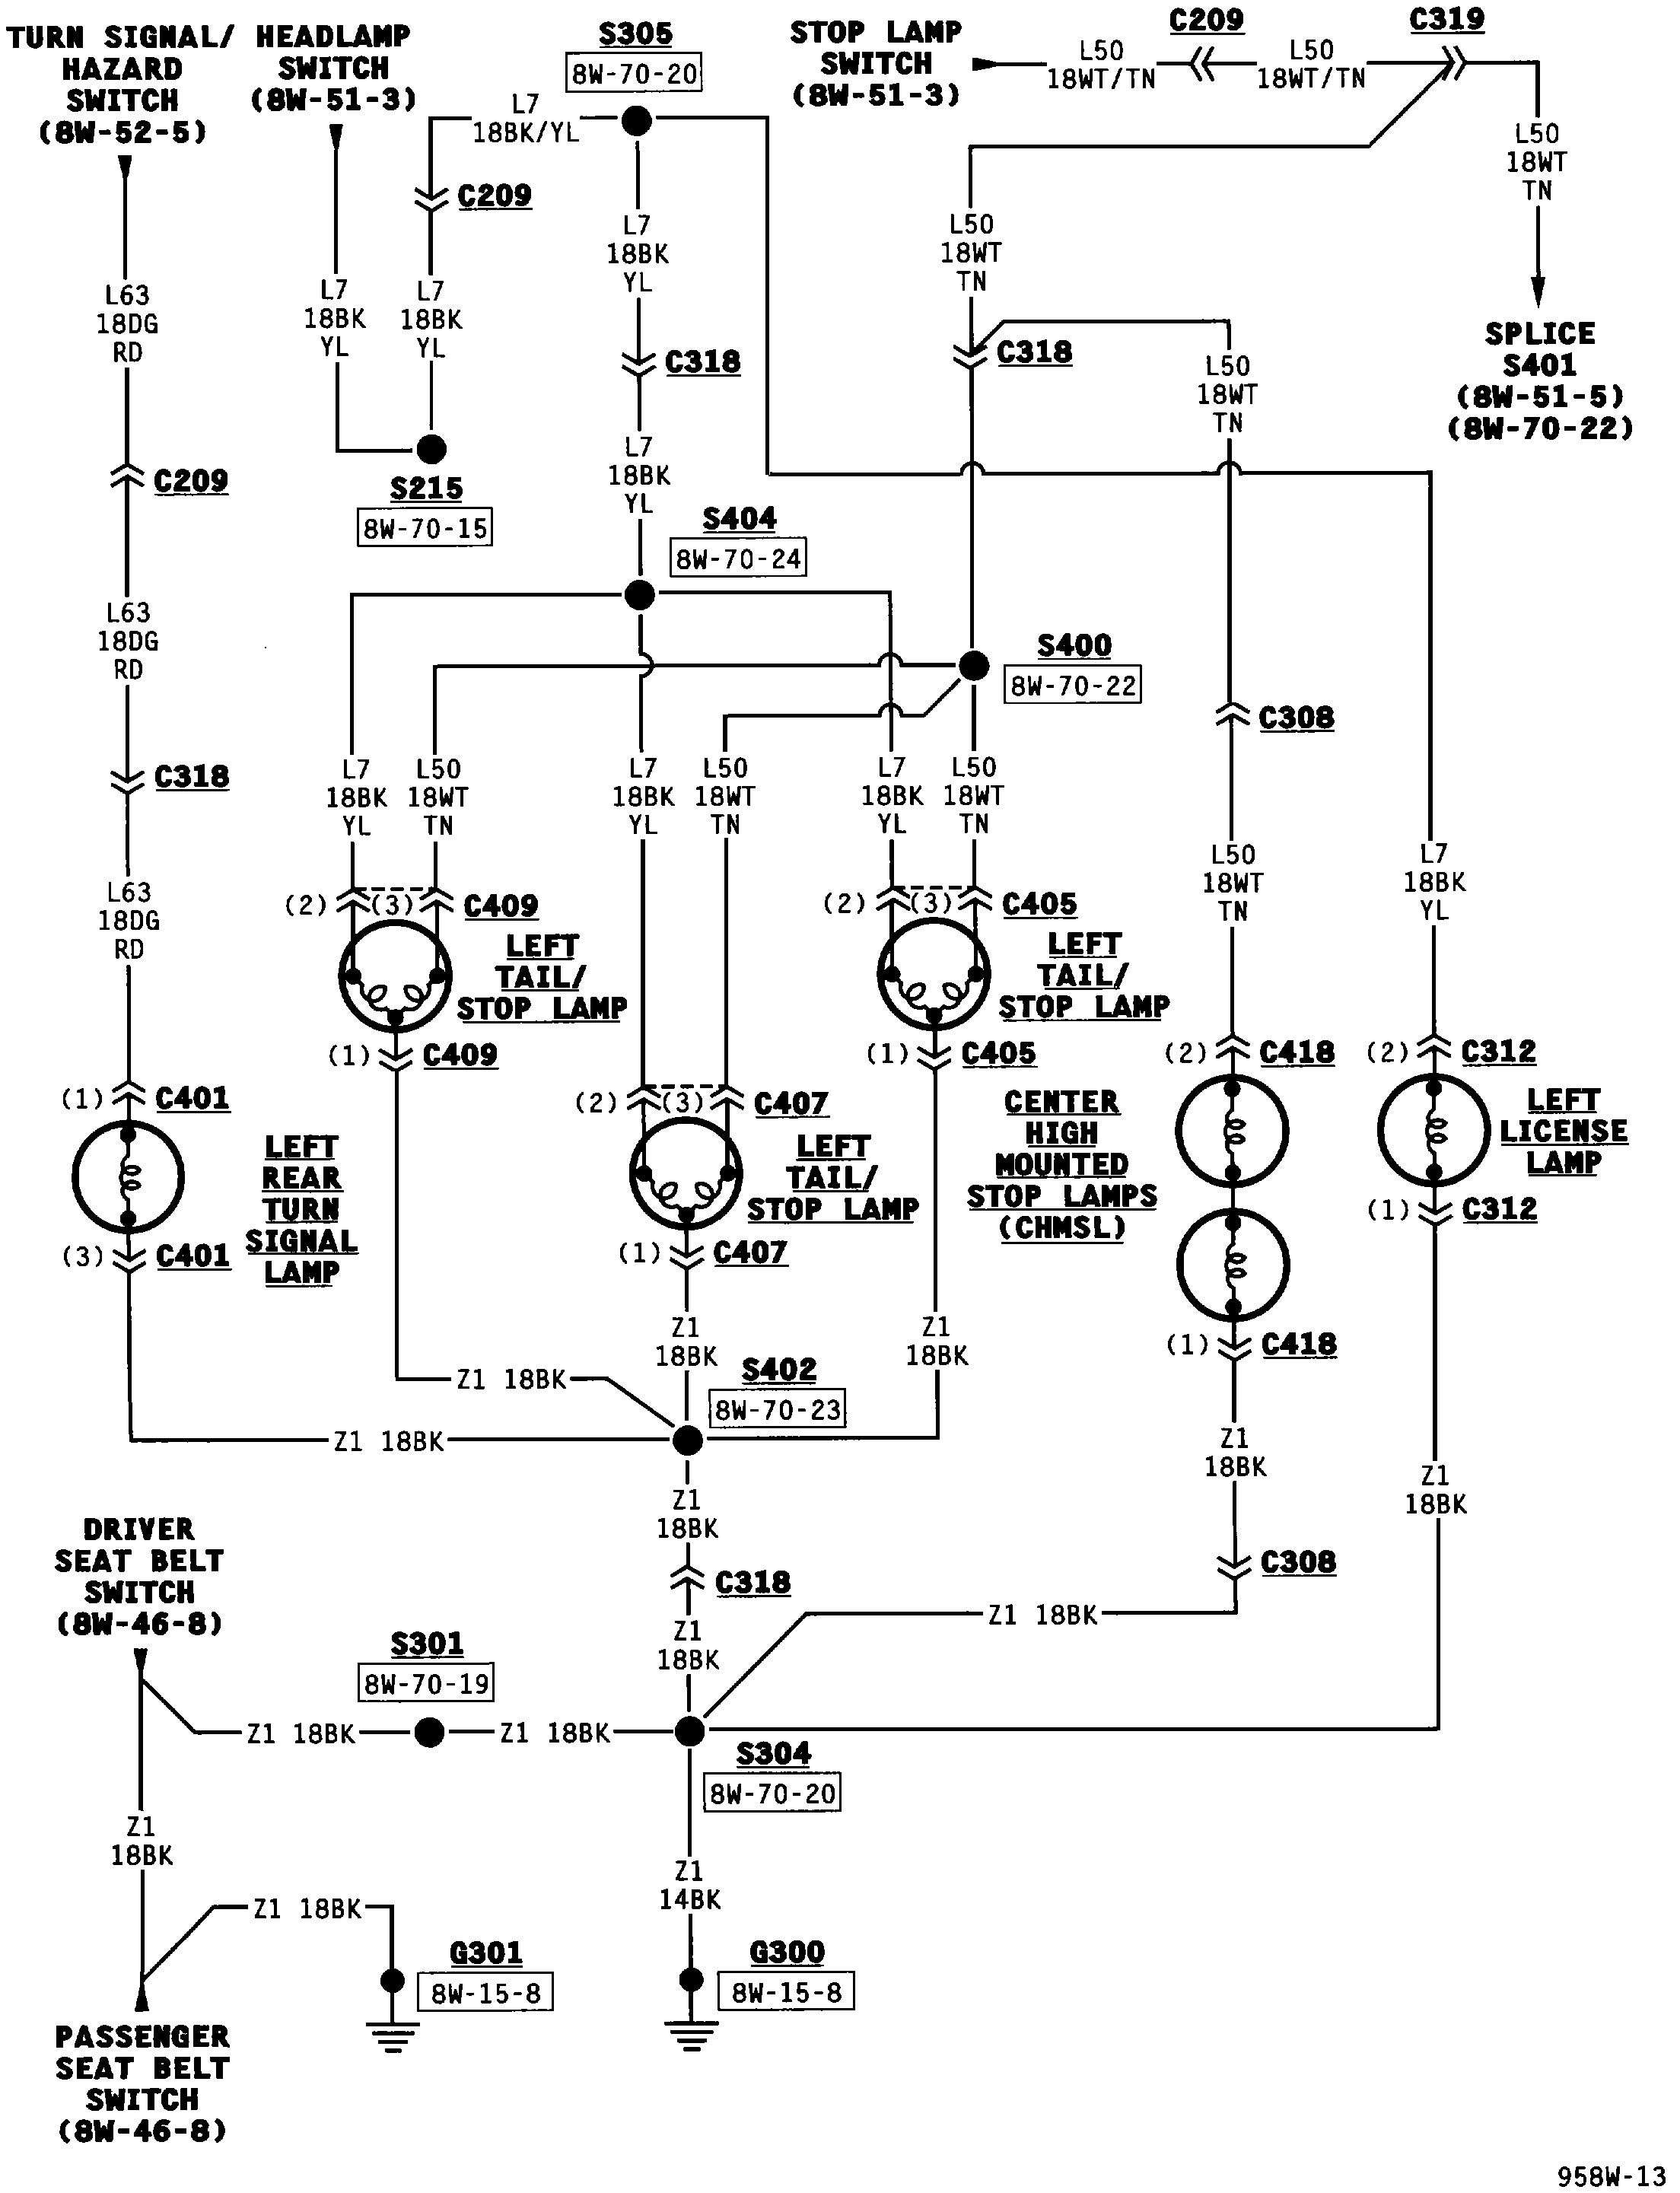 TURN SIGNAL/
HAZARD
SWITCH
(8W-52-5)
HEADLAMP
SWITCH
(8W-51-3)
S305
8W-70-20
STOP LAMP
SWITCH
(8W-51-3)
L50
18WT/TN
C209
L50
18WT/TN
C319
L7
18BK/YL
C209
L50
18WT
TN
L7
18BK
YL
L50
18WT
TN
L63
18DG
RD
L7
18BK
YL
L7
18BK
YL
SPLICE
S401
(8W-51-5)
(8W-70-22)
C318
C318
L50
18WT
TN
C209
S215
8W-70-15
L7
18BK
YL
S404
8W-70-24
L63
18DG
RD
S400
8W-70-22
C308
C318
L7
18BK
YL
L50
18WT
TN
L7
18BK
YL
L50
18WT
TN
L7
18BK
YL
L50
18WT
TN
L63
18DG
RD
L50
18WT
TN
L7
18BK
YL
(2)
(3)
C409
LEFT
TAIL/
STOP LAMP
(1)
C409
(2)
(3)
C405
LEFT
TAIL/
STOP LAMP
(1)
C405
(2)
C418
(2)
C312
(1)
C401
LEFT
REAR
TURN
SIGNAL
LAMP
(3)
C401
(2)
(3)
C407
LEFT
TAIL/
STOP LAMP
(1)
C407
CENTER
HIGH
MOUNTED
STOP LAMPS
(CHMSL)
LEFT
LICENSE
LAMP
(1)
C312
(1)
C418
Z1
18BK
Z1
18BK
Z1 18BK
S402
8W-70-23
Z1 18BK
Z1
18BK
Z1
18BK
Z1
18BK
DRIVER
SEAT BELT
SWITCH
(8W-46-8)
C318
C308
Z1 18BK
Z1
18BK
S301
8W-70-19
Z1 18BK
Z1 18BK
S304
8W-70-20
Z1
18BK
Z1
14BK
Z1 18BK
G301
8W-15-8
G300
8W-15-8
PASSENGER
SEAT BELT
SWITCH
(8W-46-8)
958W-13